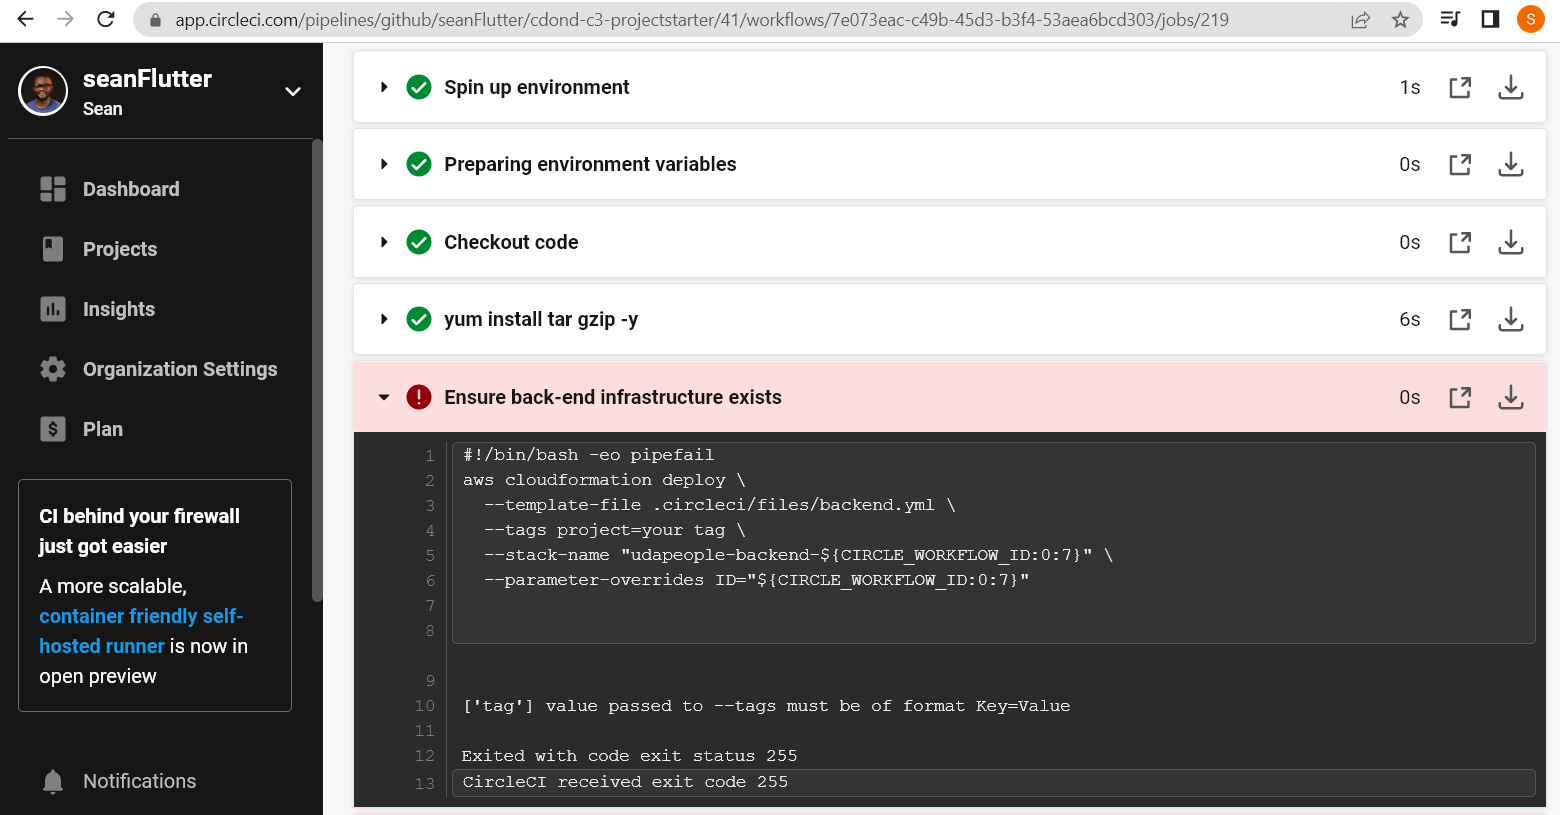 app.circleci.com/pipelines/github/seanFlutter/cdond-c3-projectstarter/41/workflows/7e073eac-c49b-45d3-b3f4-53aea6bcd303/jobs/219
S
seanFlutter
Sean
Dashboard
Projects
Insights
Organization Settings
$ Plan
CI behind your firewall
just got easier
A more scalable,
container friendly self-
hosted runner is now in
open preview
Notifications
Spin up environment 1s
Preparing environment variables 0s
Checkout code 0s
yum install tar gzip -y 6s
! Ensure back-end infrastructure exists 0s
1 #!/bin/bash -eo pipefail
2 aws cloudformation deploy \
3 --template-file .circleci/files/backend.yml \
4 --tags project=your tag \
5 --stack-name "udapeople-backend-${CIRCLE_WORKFLOW_ID:0:7}" \
6 --parameter-overrides ID="${CIRCLE_WORKFLOW_ID:0:7}"
7
8
9
10 ['tag'] value passed to --tags must be of format Key=Value
11
12 Exited with code exit status 255
13 CircleCI received exit code 255